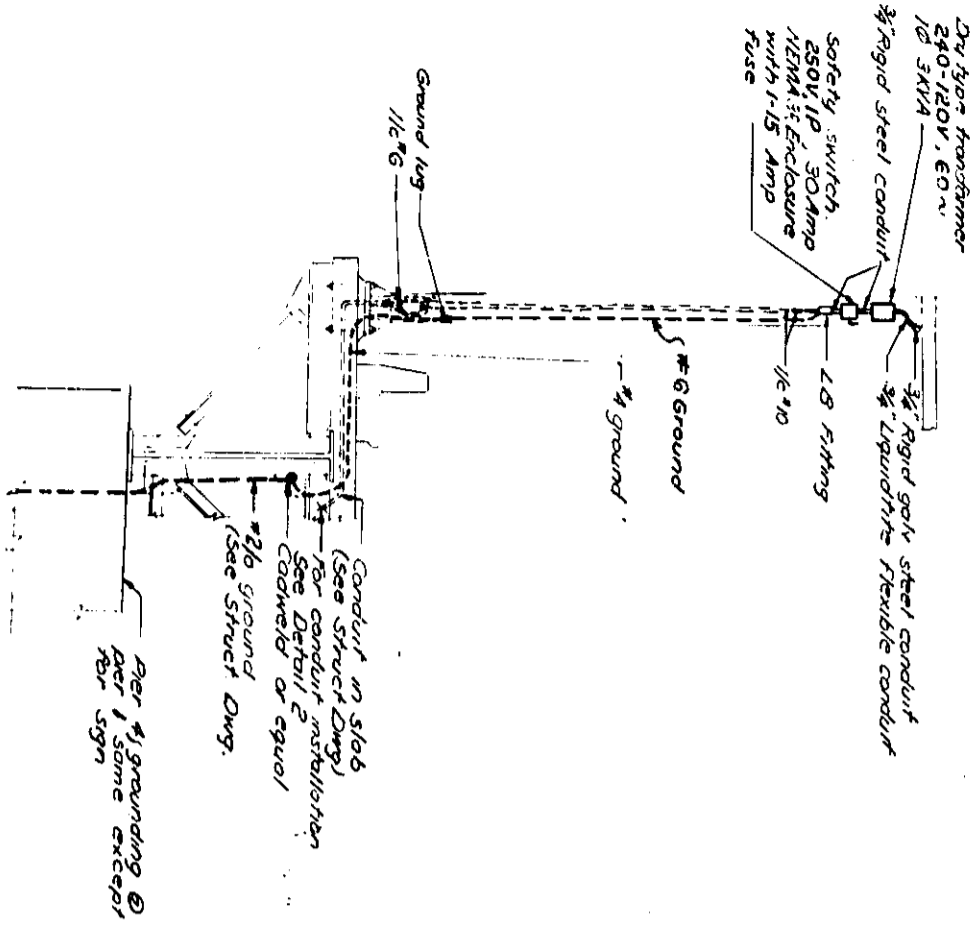 Dry type transformer
240-120V, 60~
1Ø 3KVA
3/4" Rigid steel conduit
Safety switch
250V, 1P, 30Amp
Enclosure
with 1-15 Amp
fuse
Ground lug
1/c #6
3/4" Rigid galv steel conduit
3/4" Liquidtite flexible conduit
LB Fitting
1/c #10
#6 Ground
#4 ground
Conduit in slab
(See Struct Dwg)
For conduit installation
See Detail 2
Cadweld or equal
#2/0 ground
(See Struct. Dwg.
Pier 4, grounding @
pier 1 same except
for sign